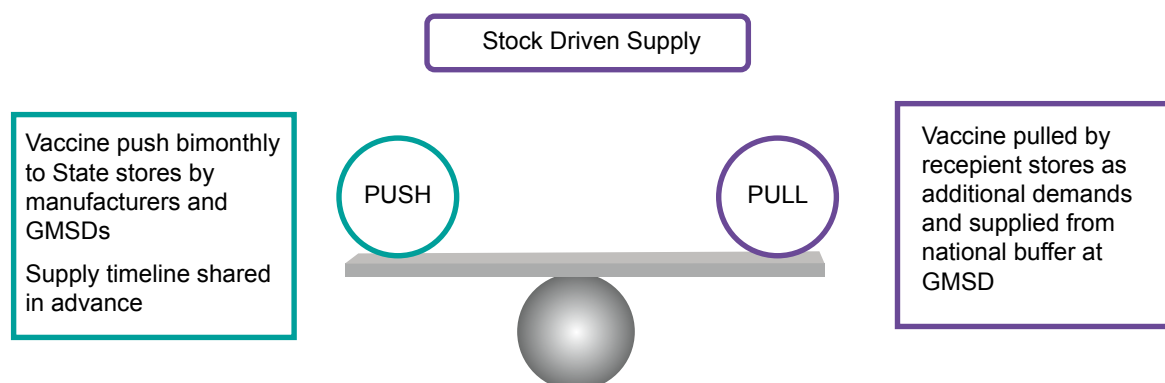 Stock Driven Supply
Vaccine push bimonthly
to State stores by
manufacturers and
GMSDs
Supply timeline shared
in advance
PUSH
PULL
Vaccine pulled by
recepient stores as
additional demands
and supplied from
national buffer at
GMSD